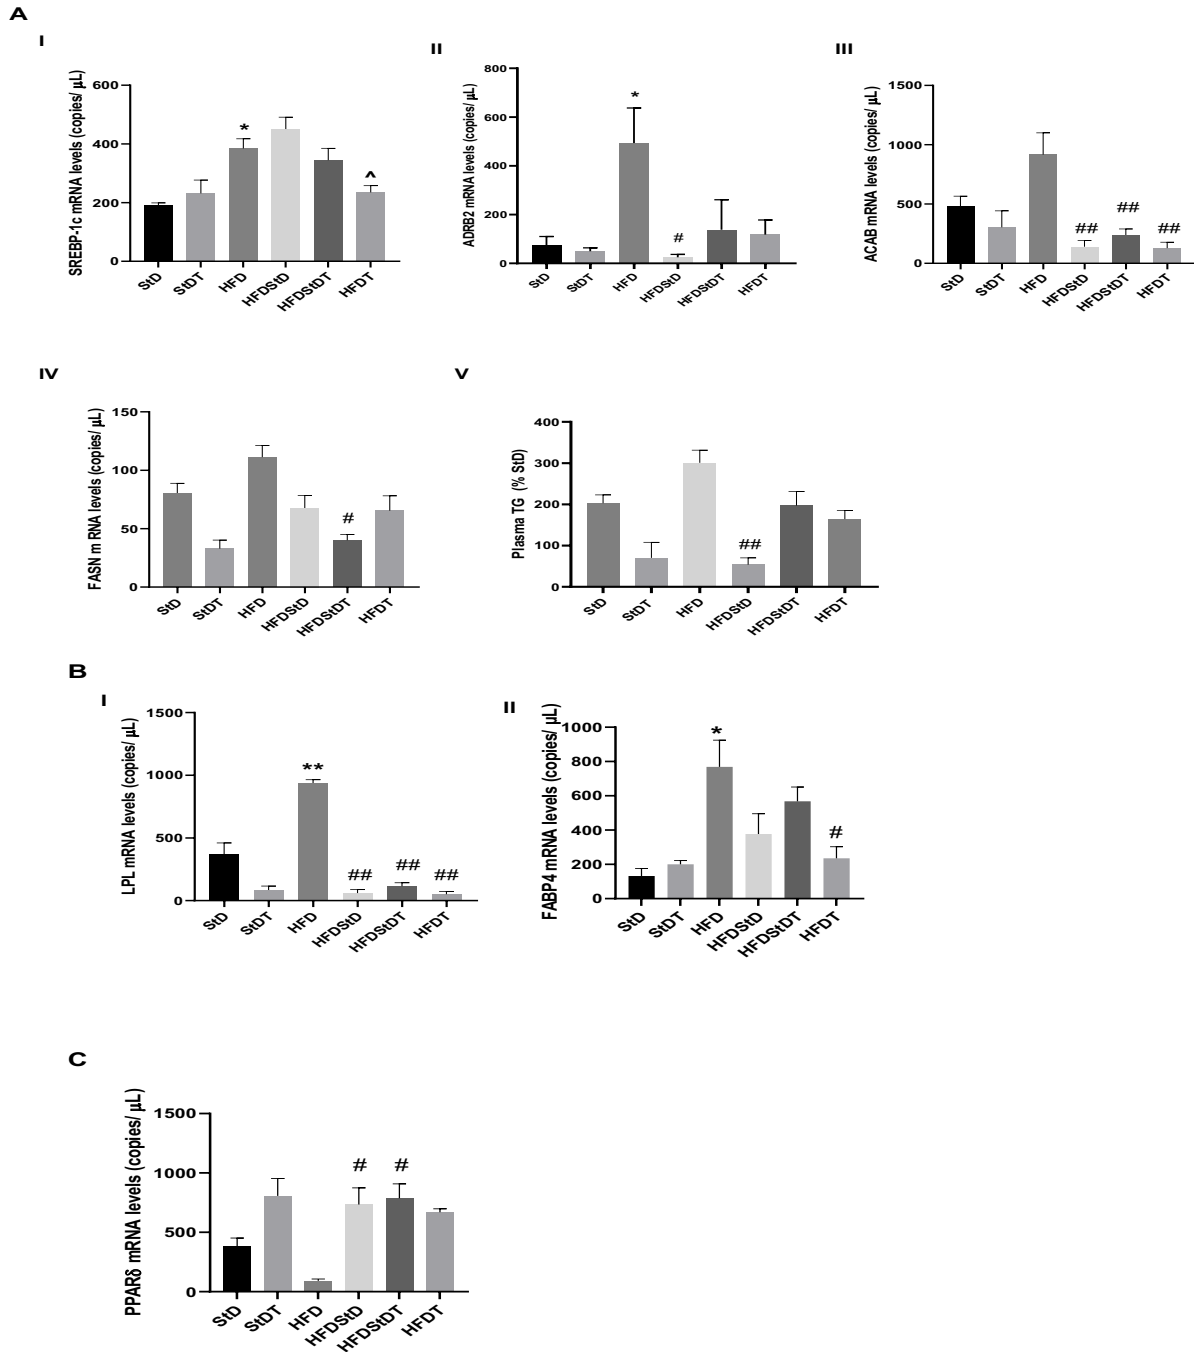 A
I
SREBP-1c mRNA levels (copies/ µL)
600
400
200
0
*
^
StD
StDT
HFD
HFDStD
HFDStDT
HFDT
II
ADRB2 mRNA levels (copies/ µL)
800
600
400
200
0
*
#
StD
StDT
HFD
HFDStD
HFDStDT
HFDT
III
ACAB mRNA levels (copies/ µL)
1500
1000
500
0
##
##
##
StD
StDT
HFD
HFDStD
HFDStDT
HFDT
IV
FASN m RNA levels (copies/ µL)
150
100
50
0
#
StD
StDT
HFD
HFDStD
HFDStDT
HFDT
V
Plasma TG (% StD)
400
300
200
100
0
##
StD
StDT
HFD
HFDStD
HFDStDT
HFDT
B
I
LPL mRNA levels (copies/ µL)
1500
1000
500
0
**
##
##
##
StD
StDT
HFD
HFDStD
HFDStDT
HFDT
II
FABP4 mRNA levels (copies/ µL)
1000
800
600
400
200
0
*
#
StD
StDT
HFD
HFDStD
HFDStDT
HFDT
C
PPARδ mRNA levels (copies/ µL)
1500
1000
500
0
#
#
StD
StDT
HFD
HFDStD
HFDStDT
HFDT